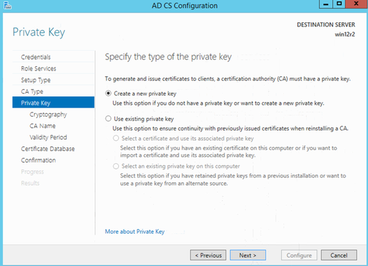 AD CS Configuration
Private Key
DESTINATION SERVER
win12r2
Credentials
Role Services
Setup Type
CA Type
Private Key
Cryptography
CA Name
Validity Period
Certificate Database
Confirmation
Progress
Results
Specify the type of the private key
To generate and issue certificates to clients, a certification authority (CA) must have a private key.
Create a new private key
Use this option if you do not have a private key or want to create a new private key.
Use existing private key
Use this option to ensure continuity with previously issued certificates when reinstalling a CA.
Select a certificate and use its associated private key
Select this option if you have an existing certificate on this computer or if you want to
import a certificate and use its associated private key.
Select an existing private key on this computer
Select this option if you have retained private keys from a previous installation or want to
use a private key from an alternate source.
More about Private Key
< Previous
Next >
Configure
Cancel